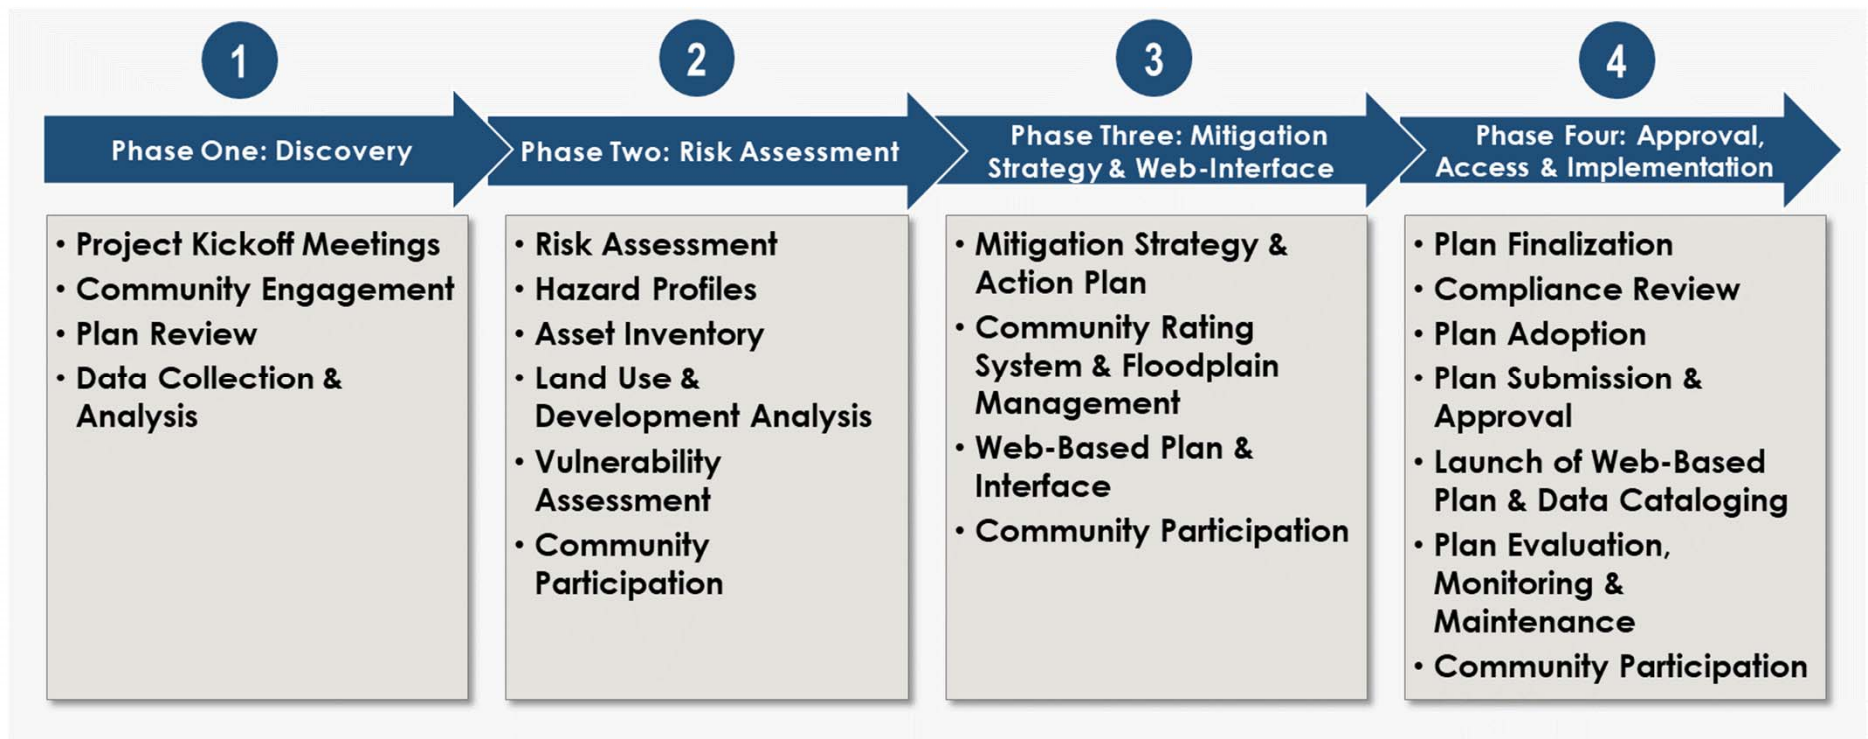 1
Phase One: Discovery
• Project Kickoff Meetings
• Community Engagement
• Plan Review
• Data Collection &
Analysis
2
Phase Two: Risk Assessment
• Risk Assessment
• Hazard Profiles
• Asset Inventory
• Land Use &
Development Analysis
• Vulnerability
Assessment
• Community
Participation
3
Phase Three: Mitigation
Strategy & Web-Interface
• Mitigation Strategy &
Action Plan
• Community Rating
System & Floodplain
Management
• Web-Based Plan &
Interface
• Community Participation
4
Phase Four: Approval,
Access & Implementation
• Plan Finalization
• Compliance Review
• Plan Adoption
• Plan Submission &
Approval
• Launch of Web-Based
Plan & Data Cataloging
• Plan Evaluation,
Monitoring &
Maintenance
• Community Participation